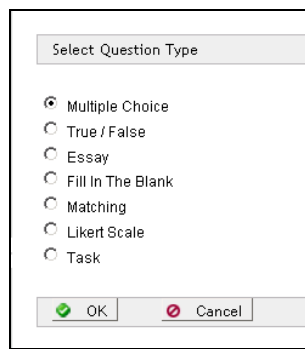 Select Question Type
Multiple Choice
True / False
Essay
Fill In The Blank
Matching
Likert Scale
Task
OK Cancel